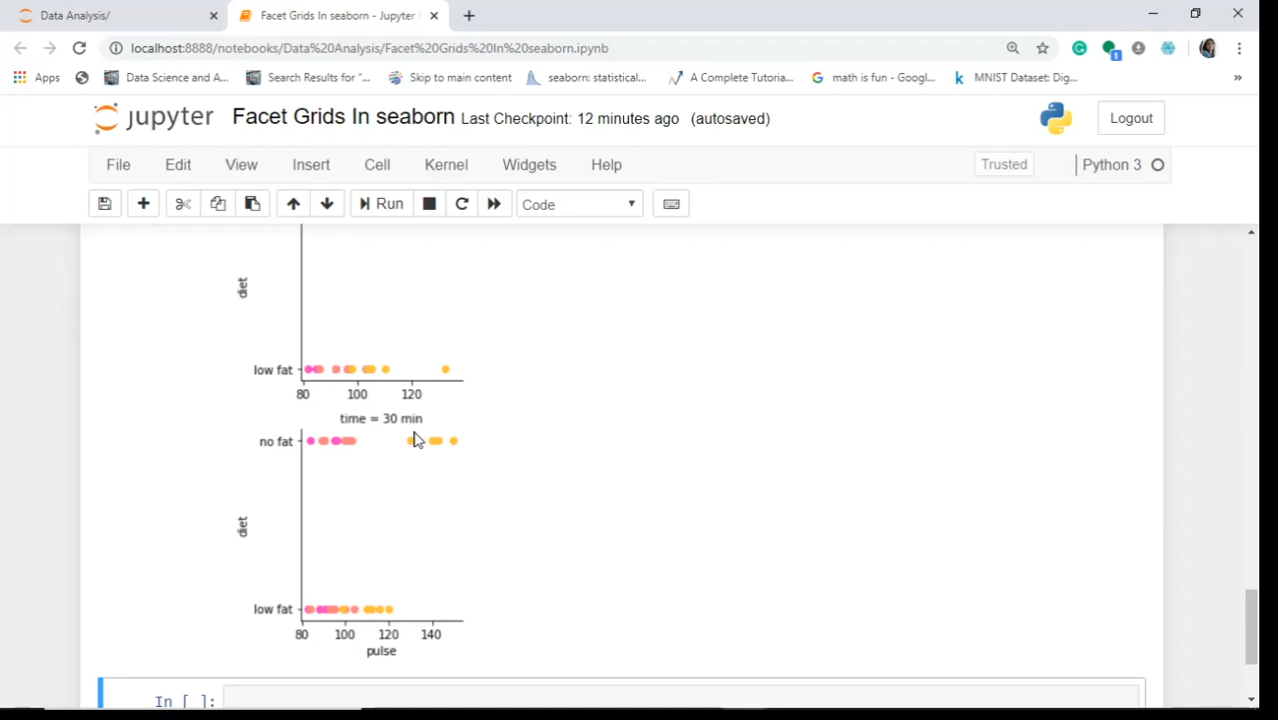 Data Analysis/
Facet Grids In seaborn - Jupyter
localhost:8888/notebooks/Data%20Analysis/Facet%20Grids%20In%20seaborn.ipynb
1
Apps
Data Science and A...
Search Results for "...
Skip to main content
seaborn: statistical...
A Complete Tutoria...
math is fun - Googl...
MNIST Dataset: Dig...
»
jupyter Facet Grids In seaborn Last Checkpoint: 12 minutes ago (autosaved)
Logout
File Edit View Insert Cell Kernel Widgets Help
Trusted
Python 3
Run
Code
diet
low fat
80 100 120
time = 30 min
no fat
diet
low fat
80 100 120 140
pulse
In [ ]: